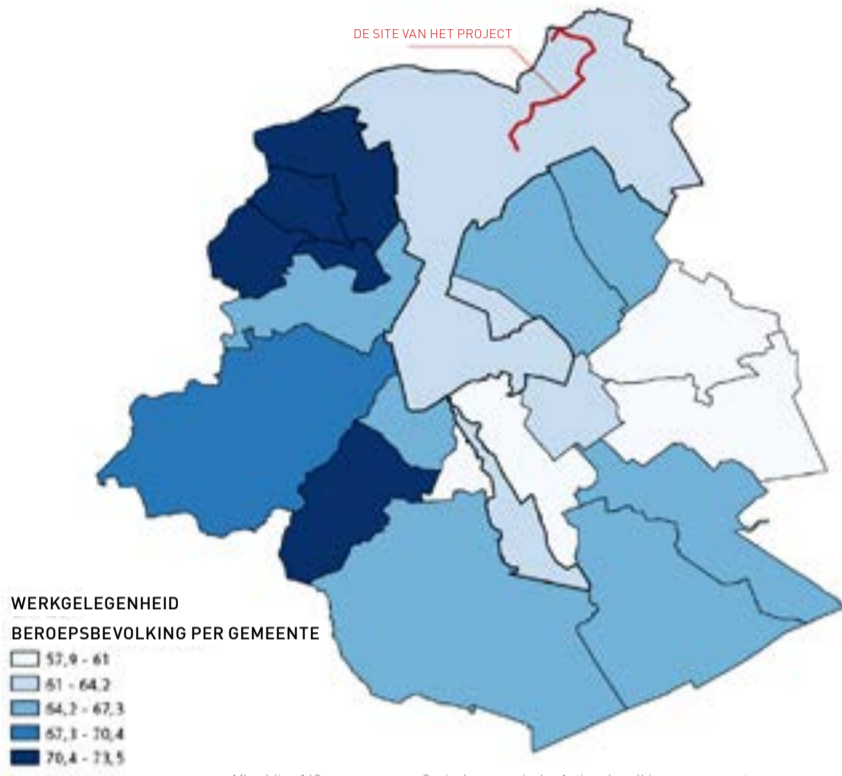 DE SITE VAN HET PROJECT
WERKGELEGENHEID
BEROEPSBEVOLKING PER GEMEENTE
57,9 - 61
61 - 64,2
64,2 - 67,3
67,3 - 70,4
70,4 - 73,5